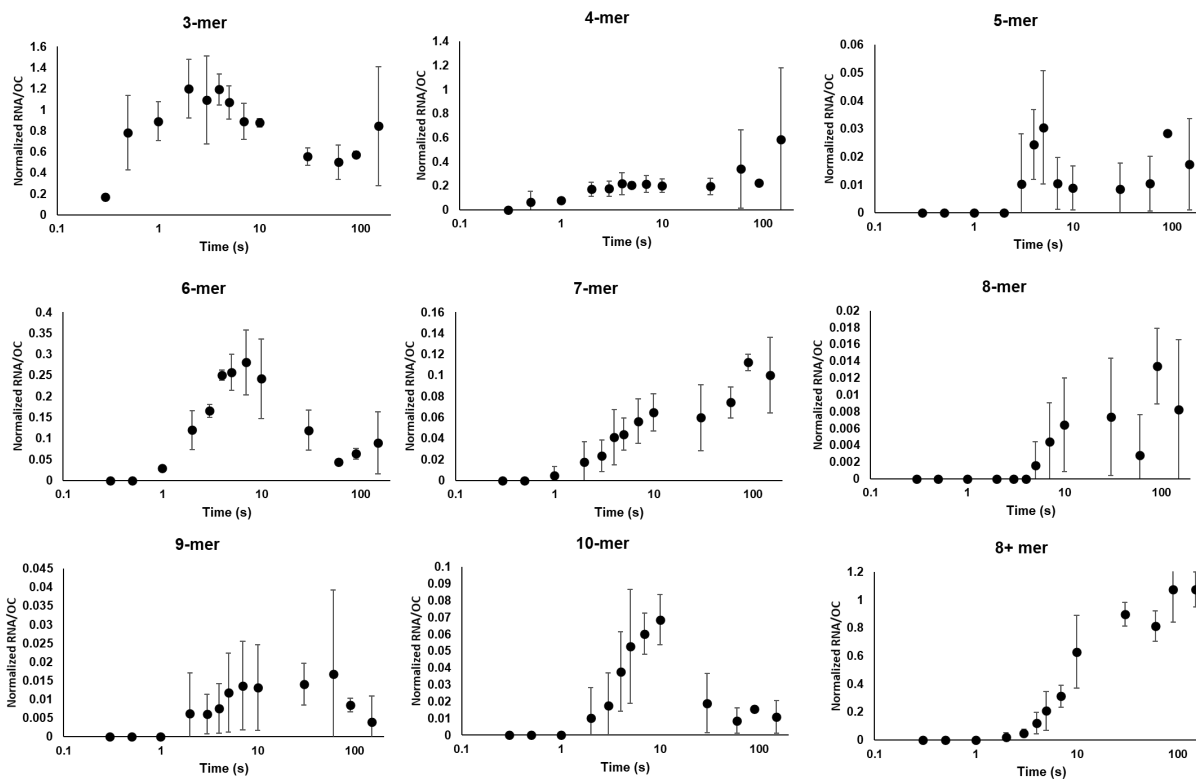 3-mer
Normalized RNA/OC
1.6
1.4
1.2
1
0.8
0.6
0.4
0.2
0
0.1 1 10 100
Time (s)
4-mer
Normalized RNA/OC
1.4
1.2
1
0.8
0.6
0.4
0.2
0
0.1 1 10 100
Time (s)
5-mer
Normalized RNA/OC
0.06
0.05
0.04
0.03
0.02
0.01
0
0.1 1 10 100
Time (s)
6-mer
Normalized RNA/OC
0.4
0.35
0.3
0.25
0.2
0.15
0.1
0.05
0
0.1 1 10 100
Time (s)
7-mer
Normalized RNA/OC
0.16
0.14
0.12
0.1
0.08
0.06
0.04
0.02
0
0.1 1 10 100
Time (s)
8-mer
Normalized RNA/OC
0.02
0.018
0.016
0.014
0.012
0.01
0.008
0.006
0.004
0.002
0
0.1 1 10 100
Time (s)
9-mer
Normalized RNA/OC
0.045
0.04
0.035
0.03
0.025
0.02
0.015
0.01
0.005
0
0.1 1 10 100
Time (s)
10-mer
Normalized RNA/OC
0.1
0.09
0.08
0.07
0.06
0.05
0.04
0.03
0.02
0.01
0
0.1 1 10 100
Time (s)
8+ mer
Normalized RNA/OC
1.2
1
0.8
0.6
0.4
0.2
0
0.1 1 10 100
Time (s)